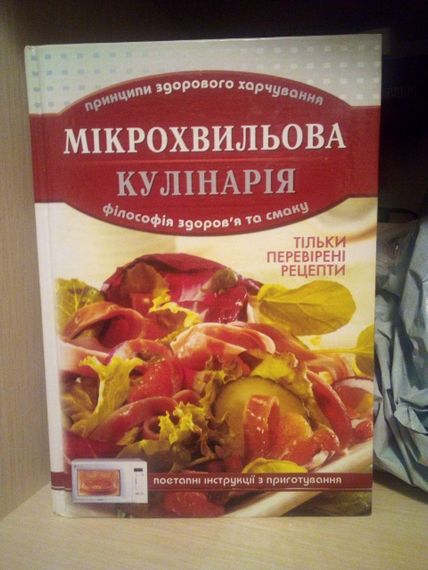 принципи здорового харчування
МІКРОХВИЛЬОВА
КУЛІНАРІЯ
філософія здоров'я та смаку
ТІЛЬКИ
ПЕРЕВІРЕНІ
РЕЦЕПТИ
поетапні інструкції з приготування